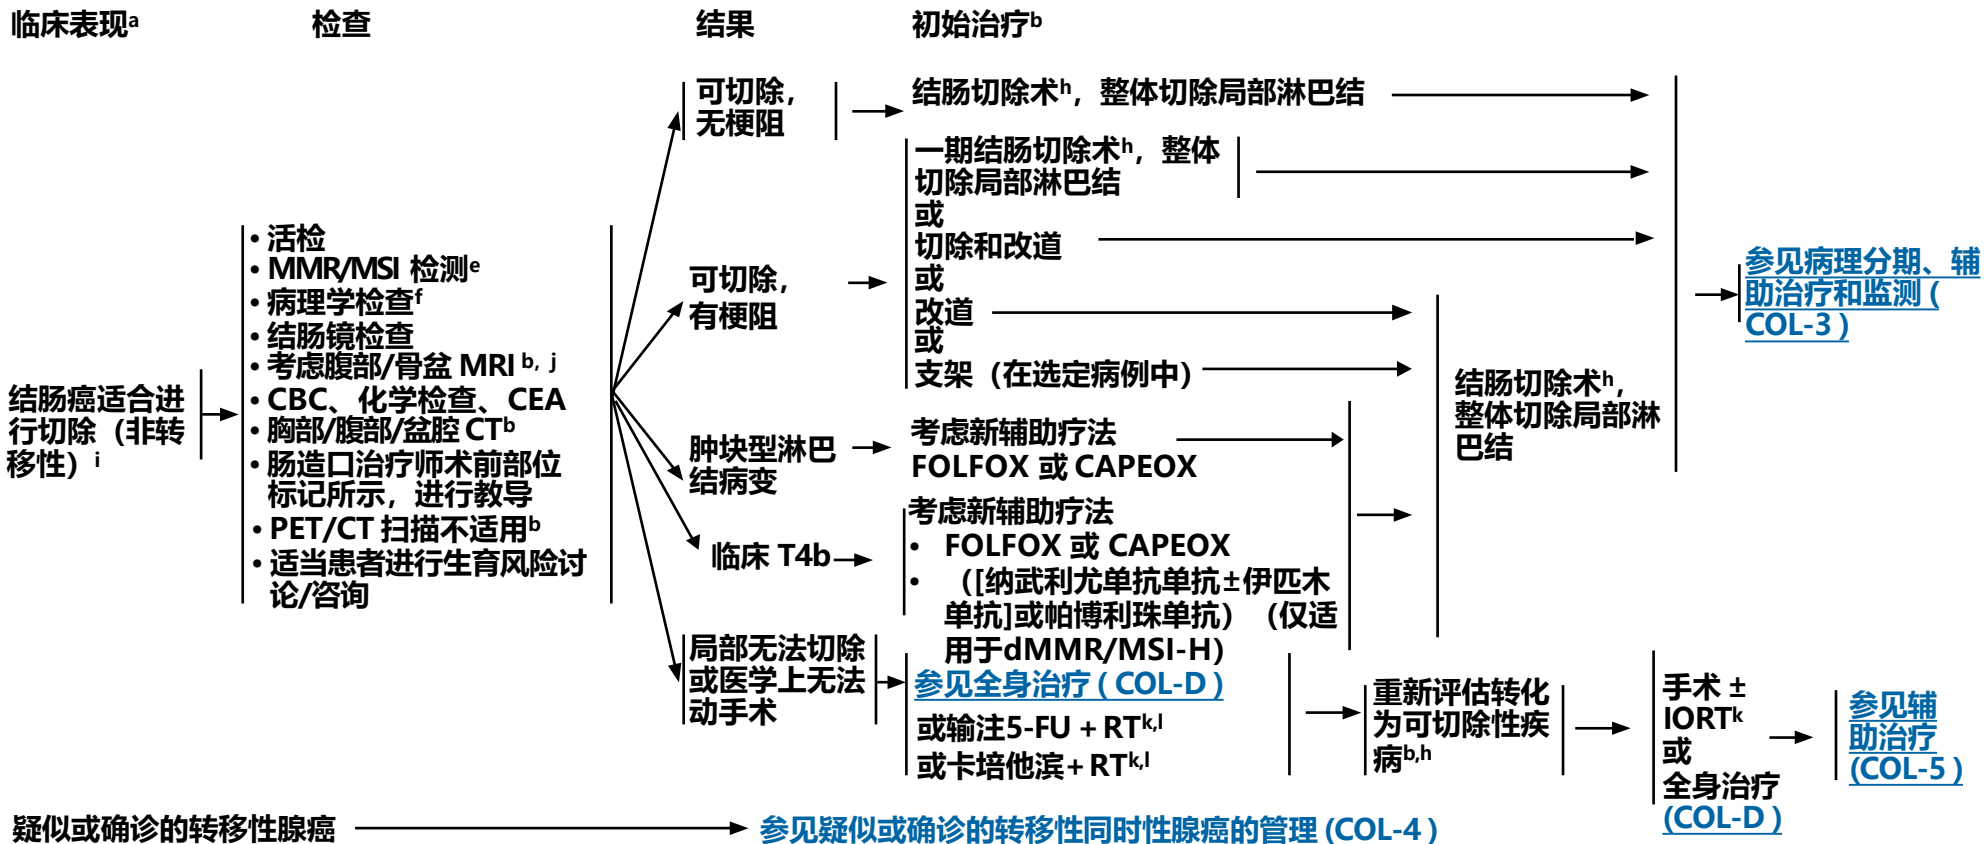 临床表现a 检查 结果 初始治疗b
结肠癌适合进
行切除（非转
移性）i
• 活检
• MMR/MSI 检测e
• 病理学检查f
• 结肠镜检查
• 考虑腹部/骨盆 MRI b, j
• CBC、化学检查、CEA
• 胸部/腹部/盆腔 CTb
• 肠造口治疗师术前部位
标记所示，进行教导
• PET/CT 扫描不适用b
• 适当患者进行生育风险讨
论/咨询
可切除，
无梗阻
结肠切除术h，整体切除局部淋巴结
可切除，
有梗阻
一期结肠切除术h，整体
切除局部淋巴结
或
切除和改道
或
改道
或
支架（在选定病例中）
肿块型淋巴
结病变
考虑新辅助疗法
FOLFOX 或 CAPEOX
临床 T4b
考虑新辅助疗法
• FOLFOX 或 CAPEOX
• （[纳武利尤单抗单抗±伊匹木
单抗]或帕博利珠单抗）（仅适
用于dMMR/MSI-H）
结肠切除术h，
整体切除局部淋
巴结
参见病理分期、辅
助治疗和监测 (
COL-3 )
局部无法切除
或医学上无法
动手术
参见全身治疗 ( COL-D )
或输注5-FU + RTk,l
或卡培他滨+ RTk,l
重新评估转化
为可切除性疾
病b,h
手术 ±
IORTk
或
全身治疗
(COL-D )
参见辅
助治疗
(COL-5 )
疑似或确诊的转移性腺癌
参见疑似或确诊的转移性同时性腺癌的管理 (COL-4 )